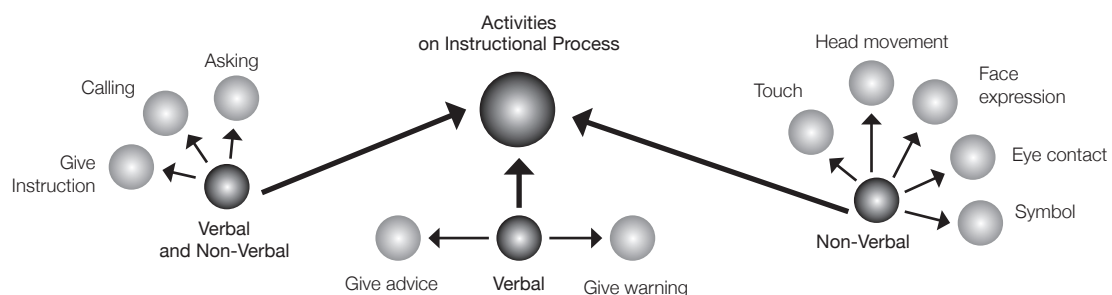 Activities
on Instructional Process
Asking
Calling
Give
Instruction
Verbal
and Non-Verbal
Give advice
Verbal
Give warning
Head movement
Touch
Face
expression
Eye contact
Symbol
Non-Verbal